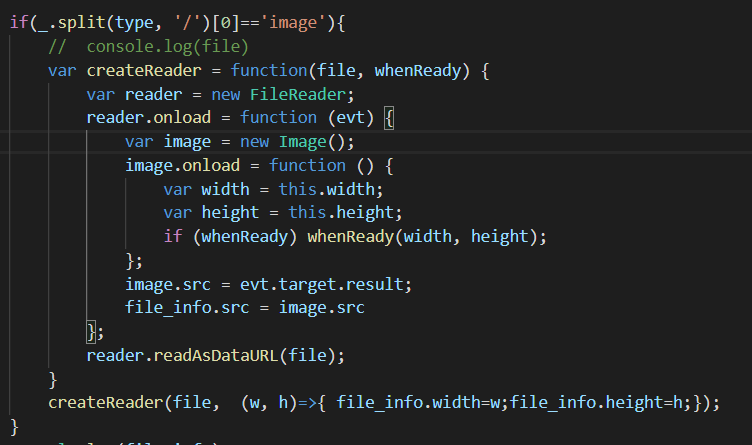 if(_.split(type, '/')[0]=='image'){
//  console.log(file)
var createReader = function(file, whenReady) {
var reader = new FileReader;
reader.onload = function (evt) {
var image = new Image();
image.onload = function () {
var width = this.width;
var height = this.height;
if (whenReady) whenReady(width, height);
};
image.src = evt.target.result;
file_info.src = image.src
};
reader.readAsDataURL(file);
}
createReader(file,  (w, h)=>{ file_info.width=w;file_info.height=h;});
}